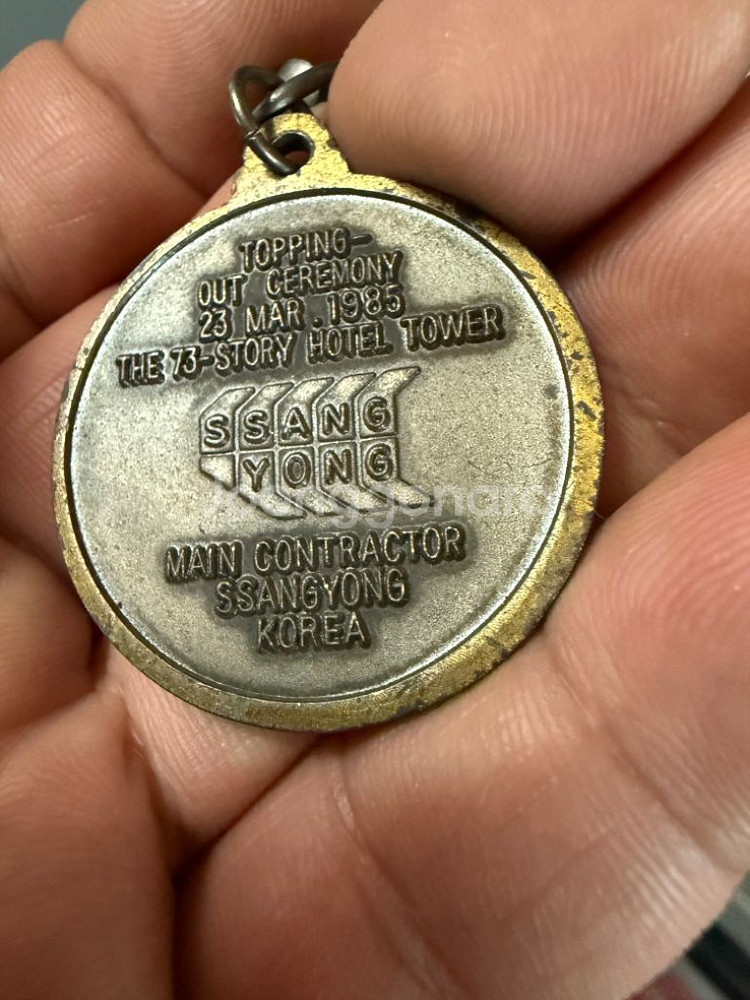 TOPPING-
OUT CEREMONY
23 MAR. 1985
THE 73-STORY HOTEL TOWER
SSANG
YONG
MAIN CONTRACTOR
SSANGYONG
KOREA